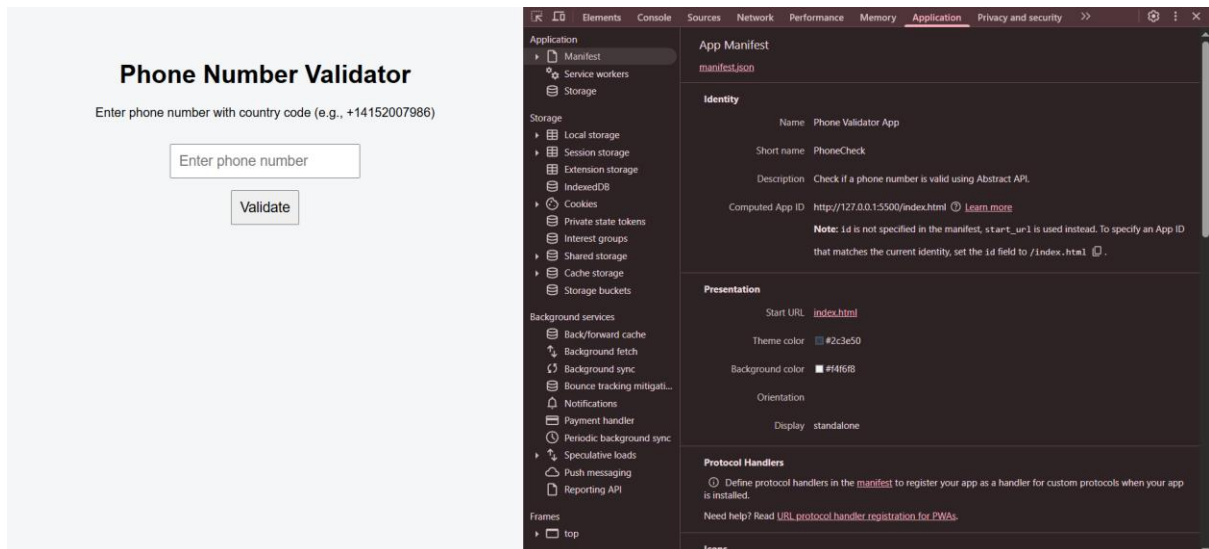 Phone Number Validator
Enter phone number with country code (e.g., +14152007986)
Enter phone number
Validate
Elements Console Sources Network Performance Memory Application Privacy and security
Application
Manifest
Service workers
Storage
Storage
Local storage
Session storage
Extension storage
IndexedDB
Cookies
Private state tokens
Interest groups
Shared storage
Cache storage
Storage buckets
Background services
Back/forward cache
Background fetch
Background sync
Bounce tracking mitigati...
Notifications
Payment handler
Periodic background sync
Speculative loads
Push messaging
Reporting API
Frames
top
App Manifest
manifest.json
Identity
Name Phone Validator App
Short name PhoneCheck
Description Check if a phone number is valid using Abstract API.
Computed App ID http://127.0.0.1:5500/index.html Learn more
Note: id is not specified in the manifest, start_url is used instead. To specify an App ID
that matches the current identity, set the id field to /index.html .
Presentation
Start URL index.html
Theme color #2c3e50
Background color #f4f6f8
Orientation
Display standalone
Protocol Handlers
Define protocol handlers in the manifest to register your app as a handler for custom protocols when your app
is installed.
Need help? Read URL protocol handler registration for PWAs.
Icons